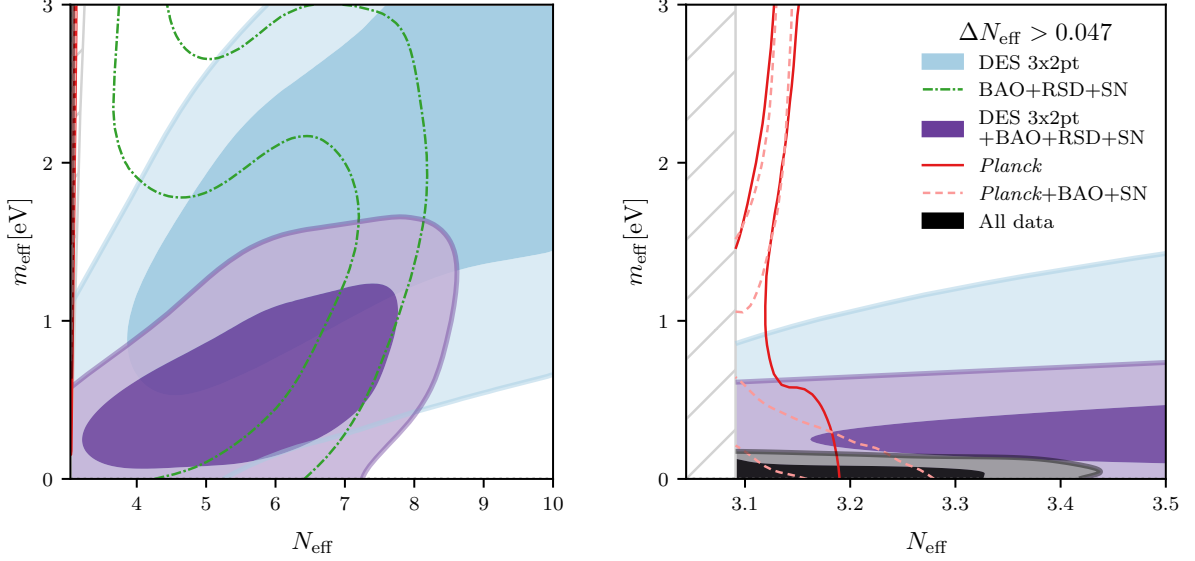 3
2
1
0
m_eff [eV]
4 5 6 7 8 9 10
N_eff
3
2
1
0
m_eff [eV]
3.1 3.2 3.3 3.4 3.5
N_eff
ΔN_eff > 0.047
DES 3x2pt
BAO+RSD+SN
DES 3x2pt
+BAO+RSD+SN
Planck
Planck+BAO+SN
All data